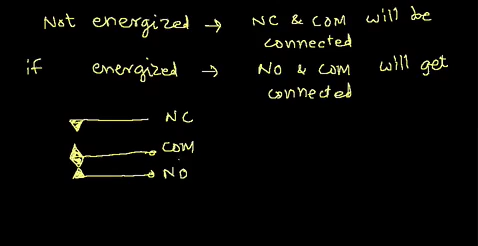 Not energized → NC & COM will be
connected
if energized → NO & COM will get
connected
NC
COM
NO